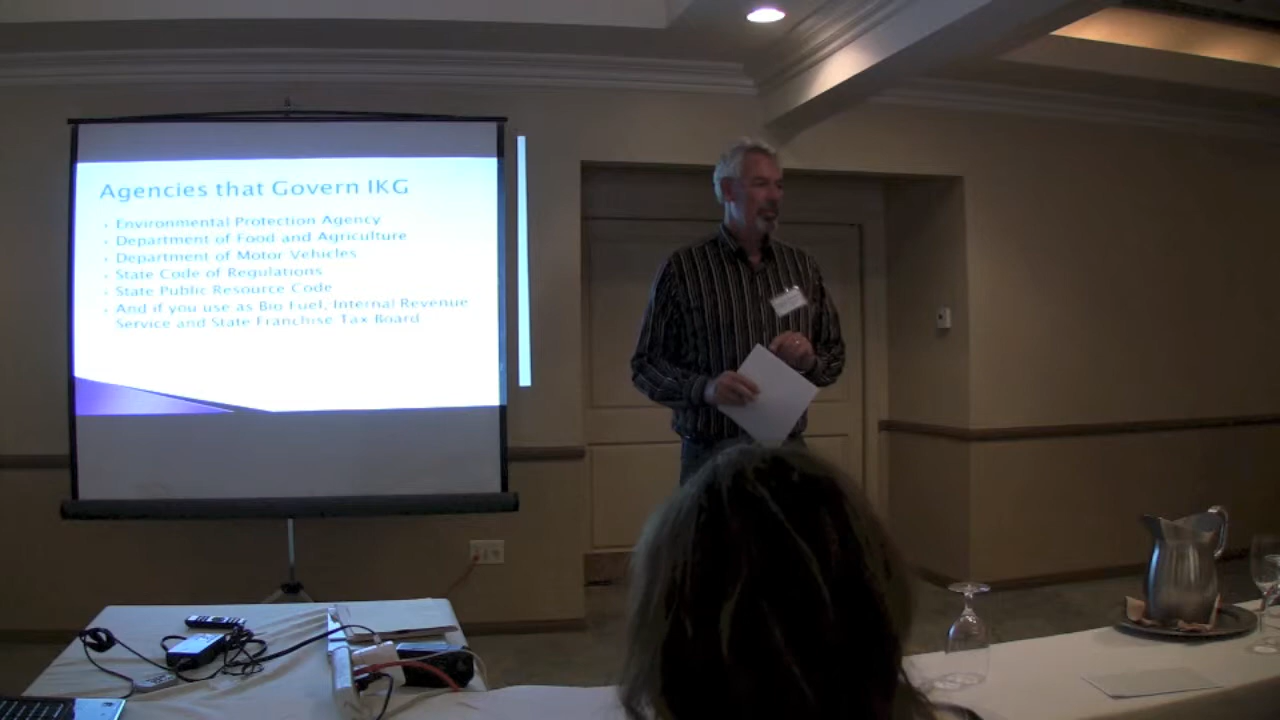 Agencies that Govern IKG
Environmental Protection Agency
Department of Food and Agriculture
Department of Motor Vehicles
State Code of Regulations
State Public Resource Code
And if you use as Bio Fuel, Internal Revenue
Service and State Franchise Tax Board